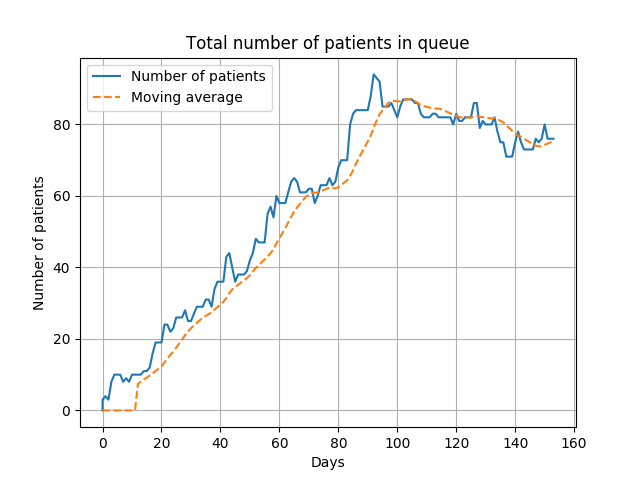 Total number of patients in queue
Number of patients
Moving average
Number of patients
80
60
40
20
0
0 20 40 60 80 100 120 140 160
Days